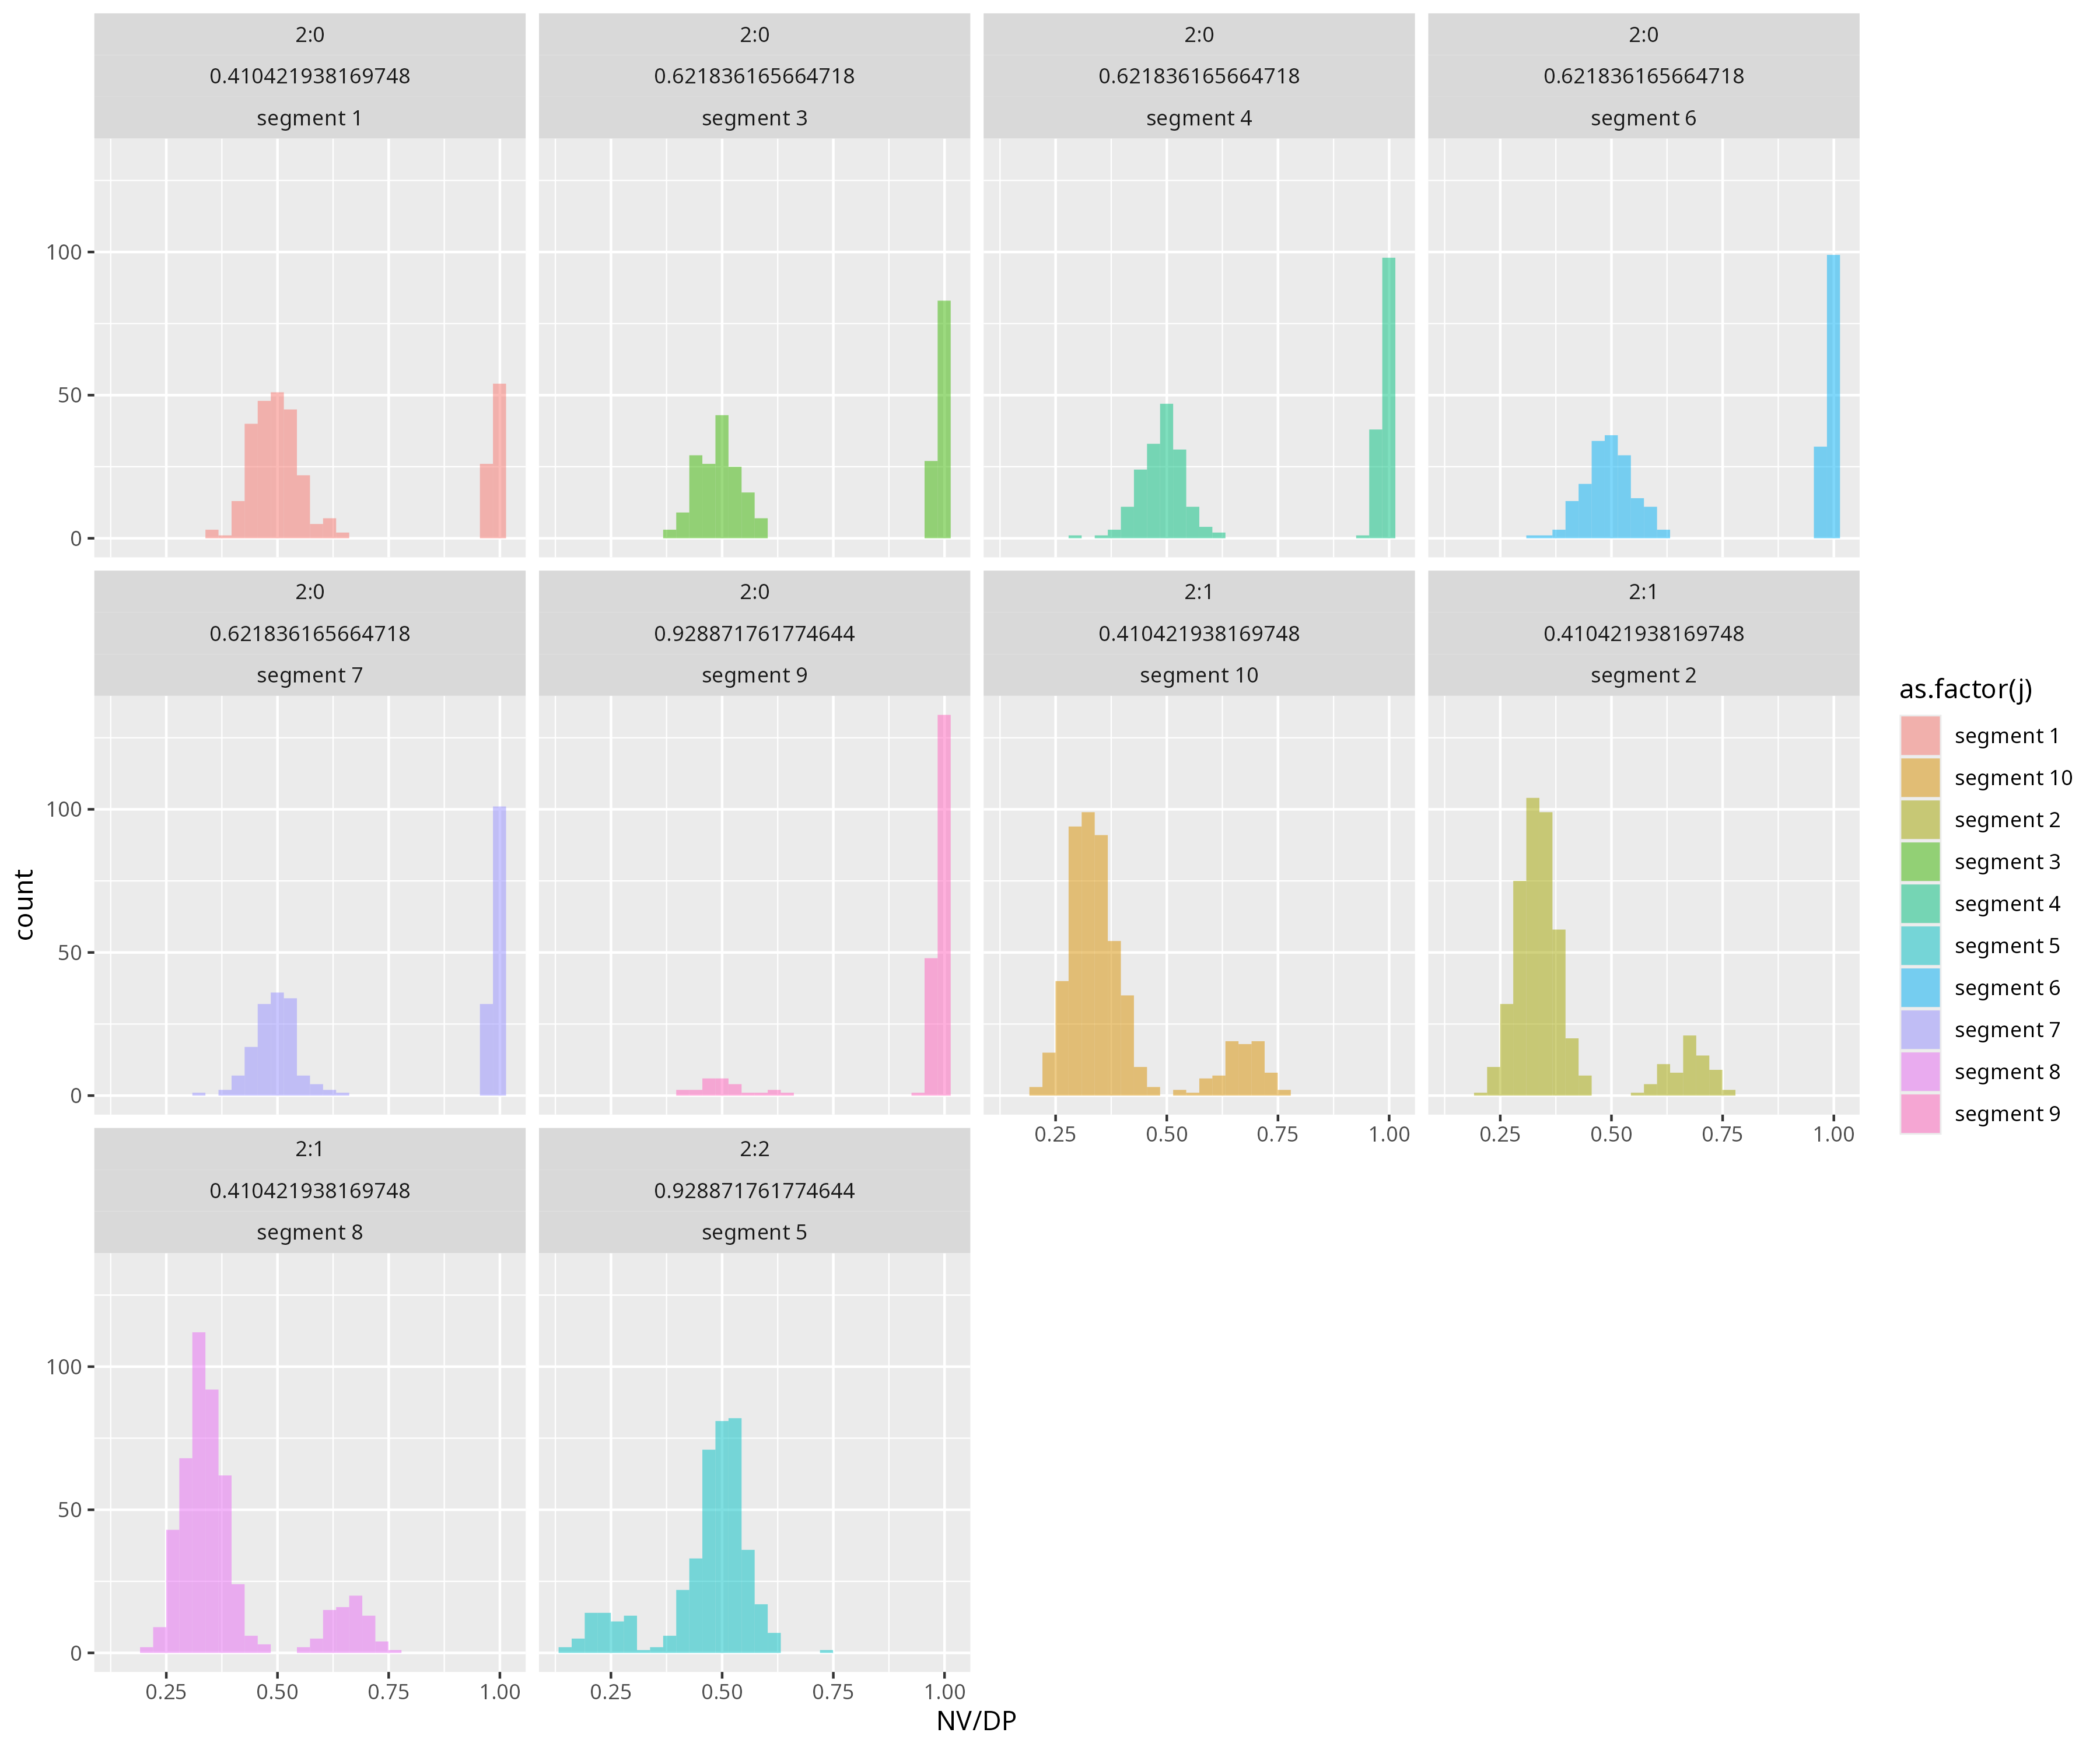 2:0
0.410421938169748
segment 1
2:0
0.621836165664718
segment 3
2:0
0.621836165664718
segment 4
2:0
0.621836165664718
segment 6
100
50
0
2:0
0.621836165664718
segment 7
2:0
0.928871761774644
segment 9
2:1
0.410421938169748
segment 10
2:1
0.410421938169748
segment 2
100
50
0
0.25 0.50 0.75 1.00
0.25 0.50 0.75 1.00
2:1
0.410421938169748
segment 8
2:2
0.928871761774644
segment 5
100
50
0
0.25 0.50 0.75 1.00
0.25 0.50 0.75 1.00
NV/DP
count
as.factor(j)
segment 1
segment 10
segment 2
segment 3
segment 4
segment 5
segment 6
segment 7
segment 8
segment 9